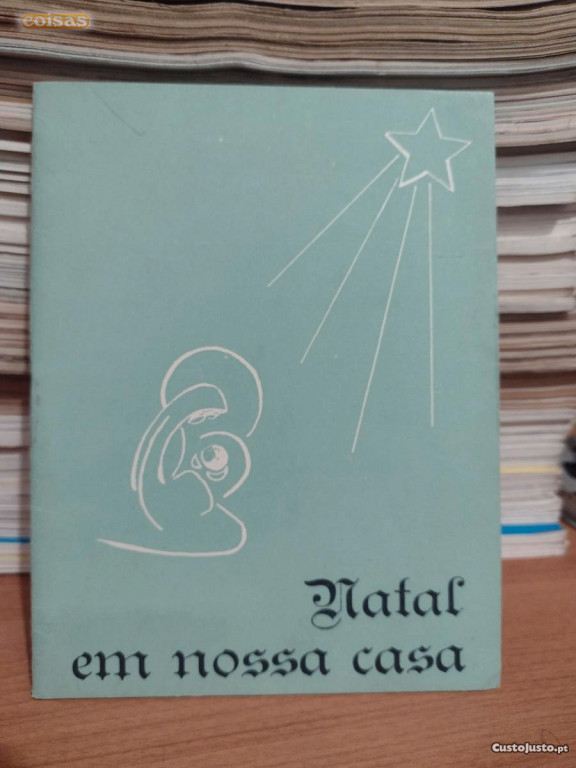 coisas
Natal
em nossa casa
CustoJusto.pt